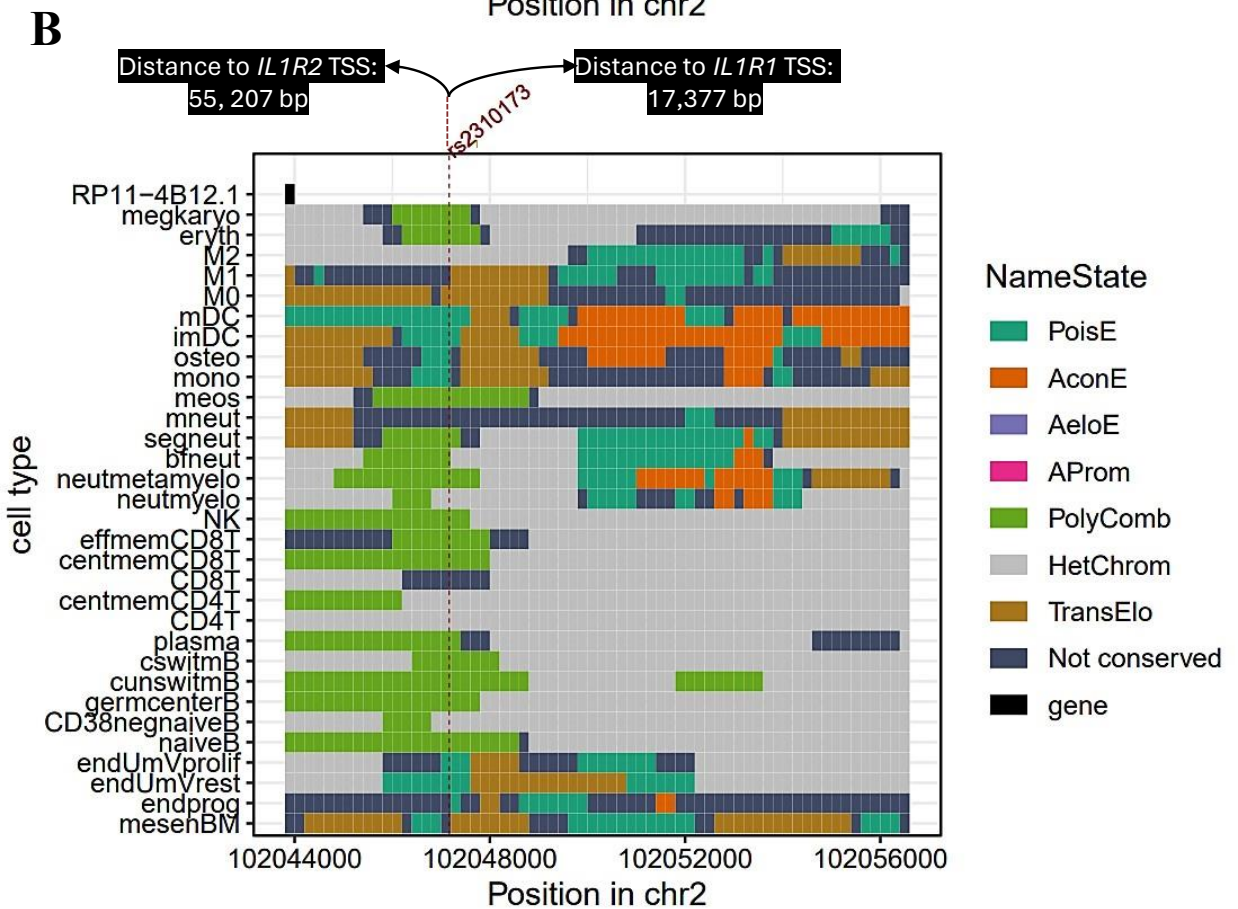 Position in chr2
B
Distance to IL1R2 TSS:
55, 207 bp
Distance to IL1R1 TSS:
17,377 bp
rs2310173
RP11−4B12.1
megkaryo
eryth
M2
M1
M0
mDC
imDC
osteo
mono
meos
mneut
segneut
bfneut
neutmetamyelo
neutmyelo
NK
effmemCD8T
centmemCD8T
CD8T
centmemCD4T
CD4T
plasma
cswitmB
cunswitmB
germcenterB
CD38negnaiveB
naiveB
endUmVprolif
endUmVrest
endprog
mesenBM
cell type
102044000
102048000
102052000
102056000
Position in chr2
NameState
PoisE
AconE
AeloE
AProm
PolyComb
HetChrom
TransElo
Not conserved
gene